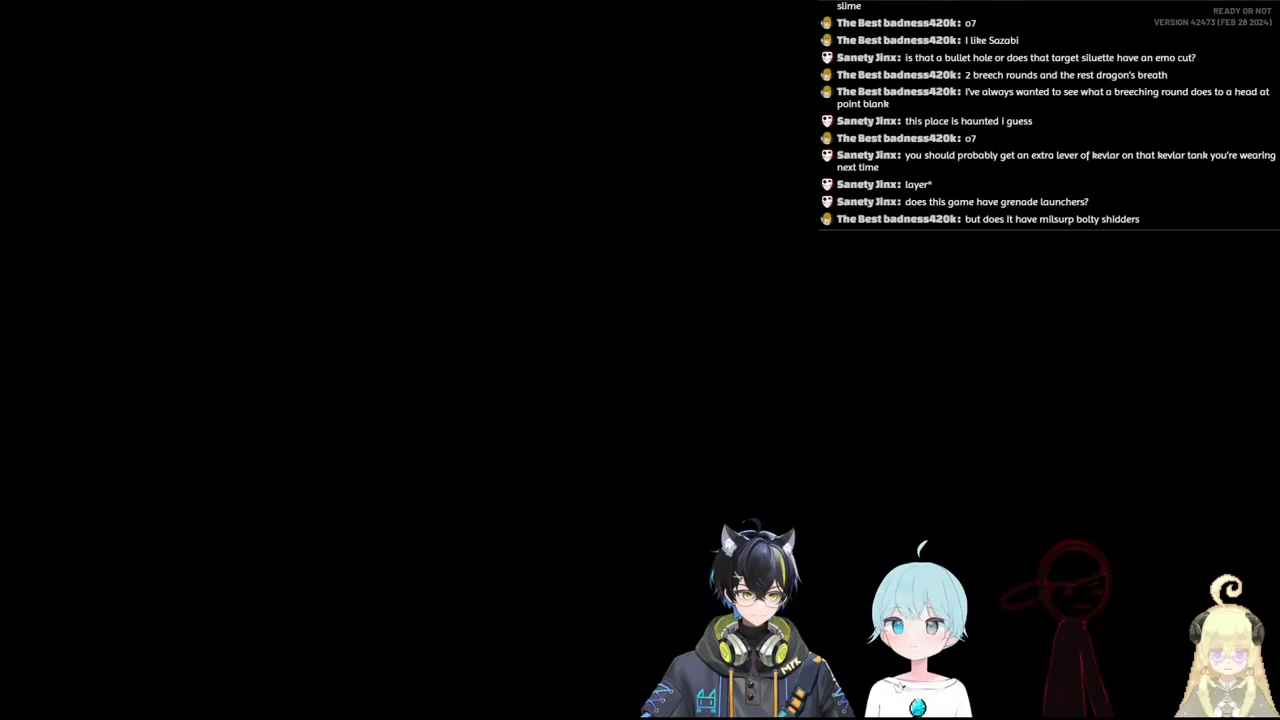 slime
READY OR NOT
VERSION 42473 (FEB 28 2024)
The Best badness420k: o7
The Best badness420k: I like Sazabi
Sanety Jinx: is that a bullet hole or does that target siluette have an emo cut?
The Best badness420k: 2 breech rounds and the rest dragon's breath
The Best badness420k: I've always wanted to see what a breeching round does to a head at
point blank
Sanety Jinx: this place is haunted i guess
The Best badness420k: o7
Sanety Jinx: you should probably get an extra lever of kevlar on that kevlar tank you're wearing
next time
Sanety Jinx: layer*
Sanety Jinx: does this game have grenade launchers?
The Best badness420k: but does it have milsurp bolty shidders